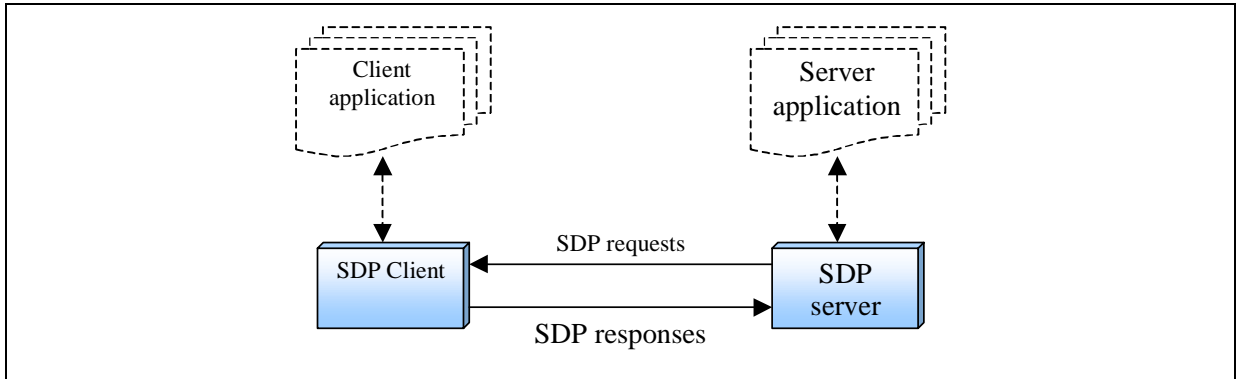 Client
application
Server
application
SDP requests
SDP Client
SDP
server
SDP responses